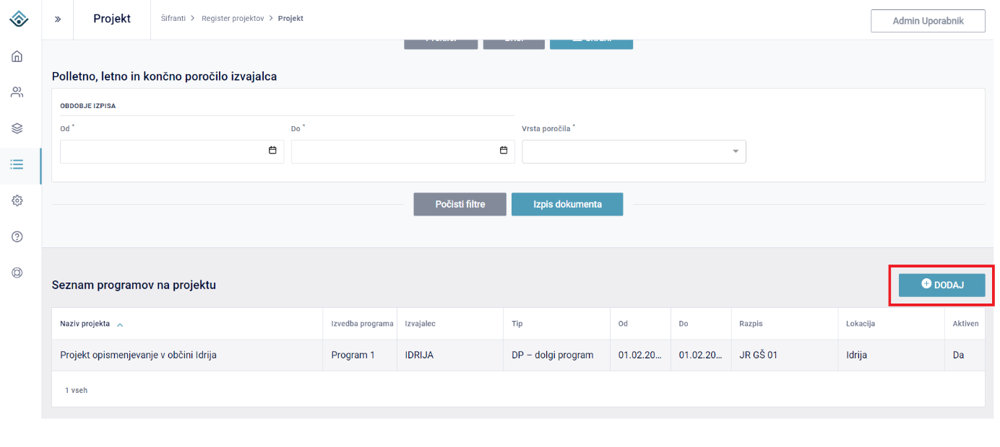 Projekt
Šifranti > Register projektov > Projekt
Admin Uporabnik
Polletno, letno in končno poročilo izvajalca
OBDOBJE IZPISA
Od *
Do *
Vrsta poročila *
Počisti filtre
Izpis dokumenta
Seznam programov na projektu
DODAJ
Naziv projekta
Izvedba programa
Izvajalec
Tip
Od
Do
Razpis
Lokacija
Aktiven
Projekt opismenjevanje v občini Idrija
Program 1
IDRIJA
DP – dolgi program
01.02.20...
01.02.20...
JR GŠ 01
Idrija
Da
1 vseh